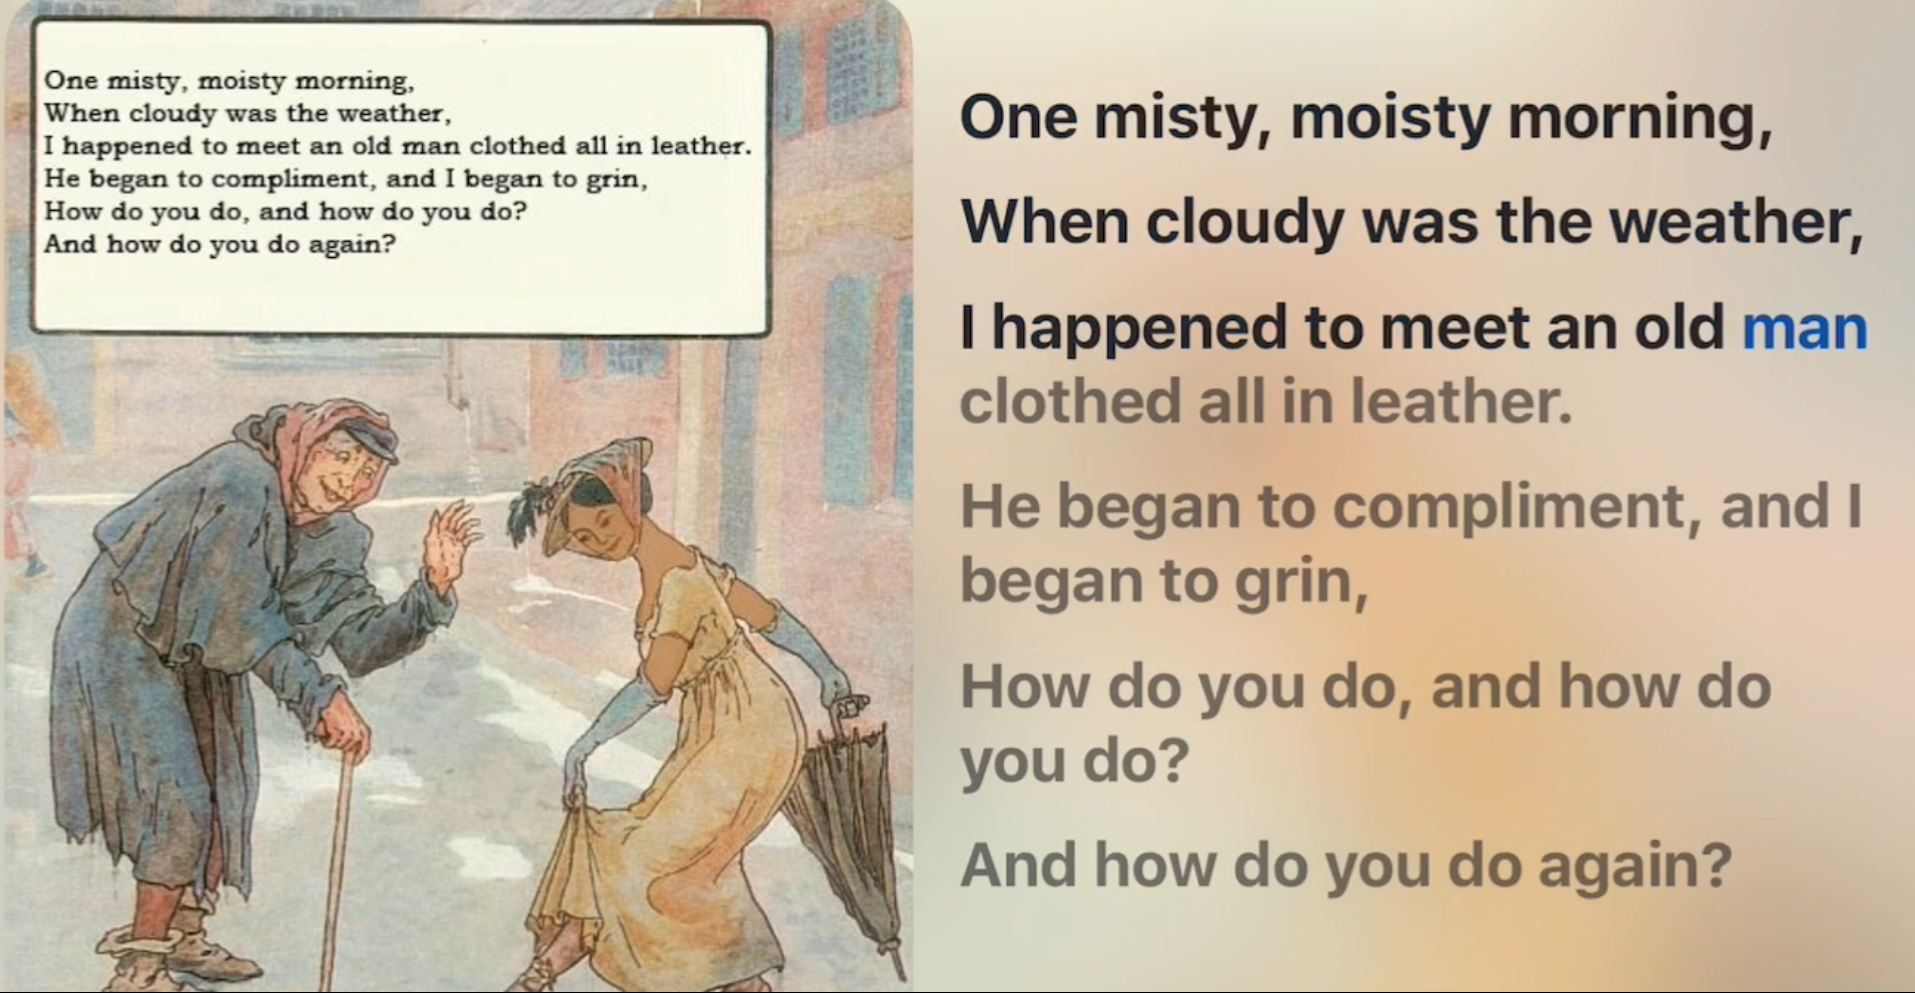 One misty, moisty morning,
When cloudy was the weather,
I happened to meet an old man clothed all in leather.
He began to compliment, and I began to grin,
How do you do, and how do you do?
And how do you do again?
One misty, moisty morning,
When cloudy was the weather,
I happened to meet an old man
clothed all in leather.
He began to compliment, and I
began to grin,
How do you do, and how do
you do?
And how do you do again?